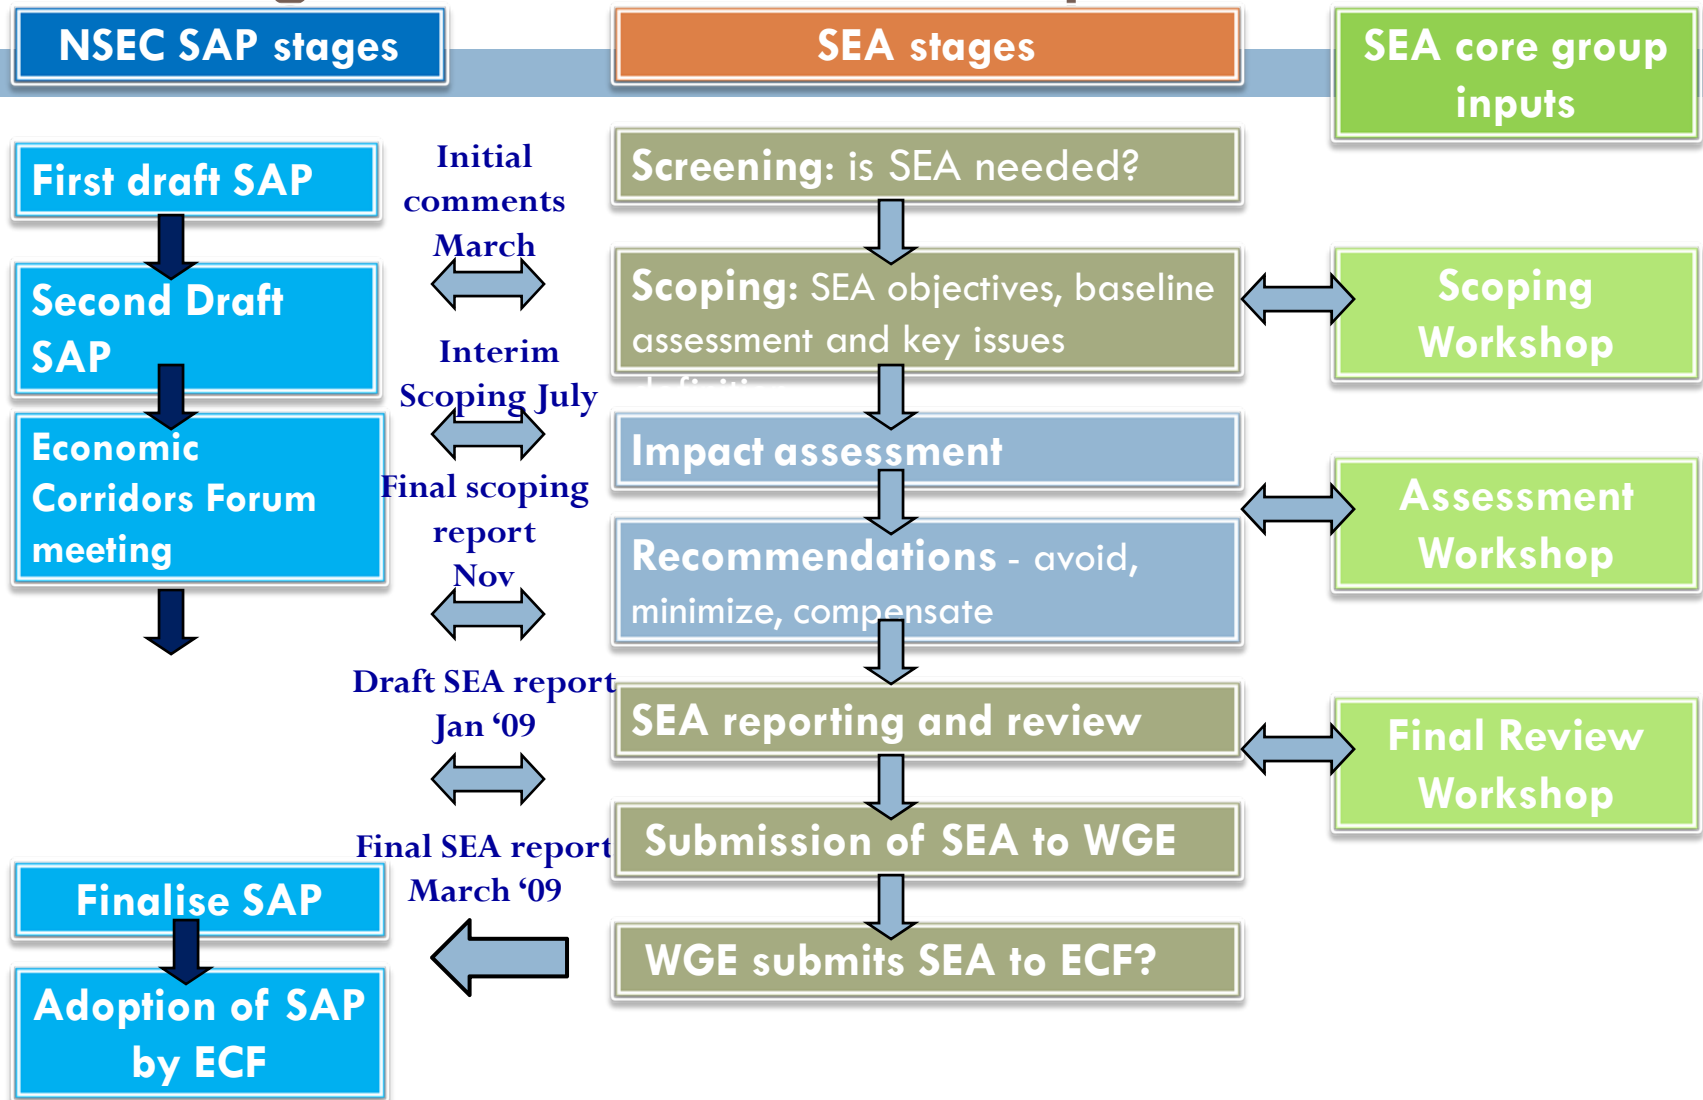 NSEC SAP stages
SEA stages
SEA core group
inputs
First draft SAP
Second Draft
SAP
Economic
Corridors Forum
meeting
Finalise SAP
Adoption of SAP
by ECF
Initial
comments
March
Interim
Scoping July
Final scoping
report
Nov
Draft SEA report
Jan ‘09
Final SEA report
March ‘09
Screening: is SEA needed?
Scoping: SEA objectives, baseline
assessment and key issues
Impact assessment
Recommendations - avoid,
minimize, compensate
SEA reporting and review
Submission of SEA to WGE
WGE submits SEA to ECF?
Scoping
Workshop
Assessment
Workshop
Final Review
Workshop